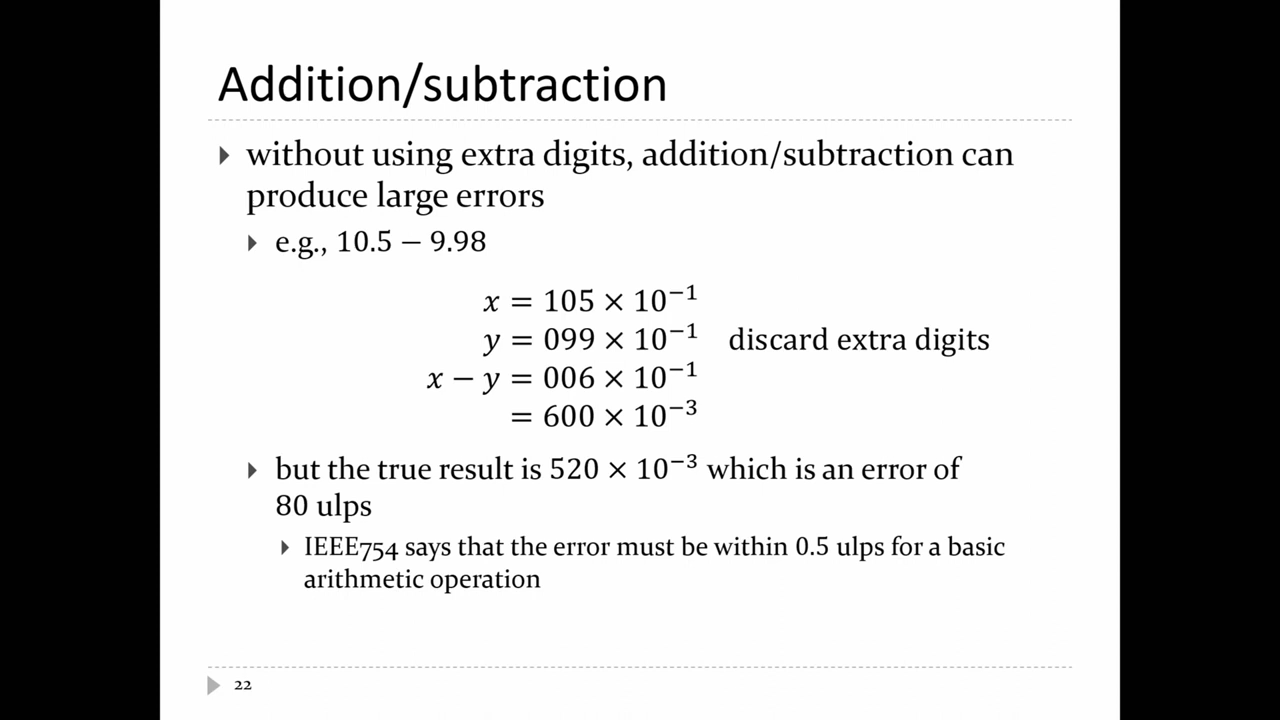 Addition/subtraction
without using extra digits, addition/subtraction can
produce large errors
e.g., 10.5 − 9.98
x = 105 × 10⁻¹
y = 099 × 10⁻¹ discard extra digits
x − y = 006 × 10⁻¹
= 600 × 10⁻³
but the true result is 520 × 10⁻³ which is an error of
80 ulps
IEEE754 says that the error must be within 0.5 ulps for a basic
arithmetic operation
22